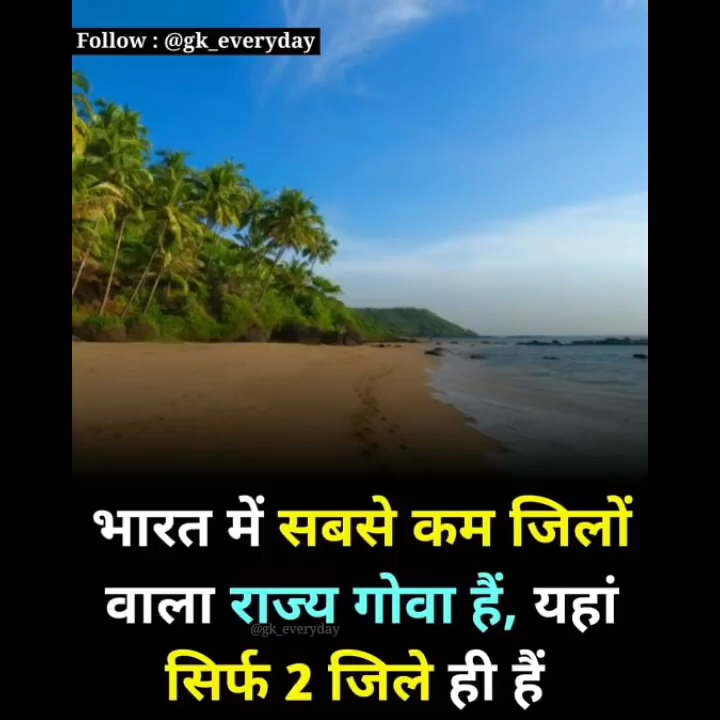 Follow : @gk_everyday
भारत में सबसे कम जिलों
वाला राज्य गोवा हैं, यहां
@gk_everyday
सिर्फ 2 जिले ही हैं